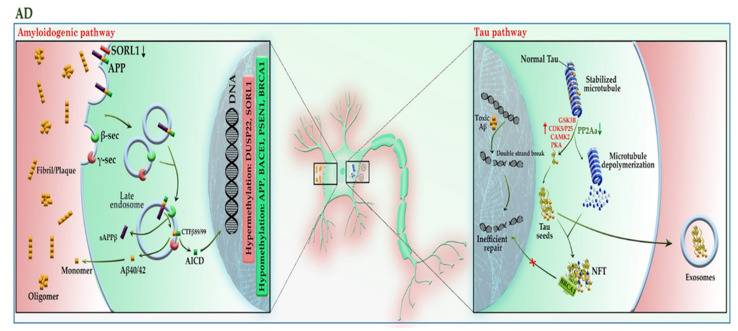 AD
Amyloidogenic pathway
SORL1↓
APP
β-sec
γ-sec
Fibril/Plaque
Late
endosome
sAPPβ
CTFβ89/99
AICD
Aβ40/42
Monomer
Oligomer
DNA
Hypermethylation: DUSP22, SORL1
Hypomethylation: APP, BACE1, PSEN1, BRCA1
Tau pathway
Normal Tau
Stabilized
microtubule
Toxic
Aβ
GSK3B
CDK5/P25
CAMK2
PKA
PP2Aa
Double strand break
Microtubule
depolymerization
Tau
seeds
Inefficient
repair
NFT
BRCA1
Exosomes